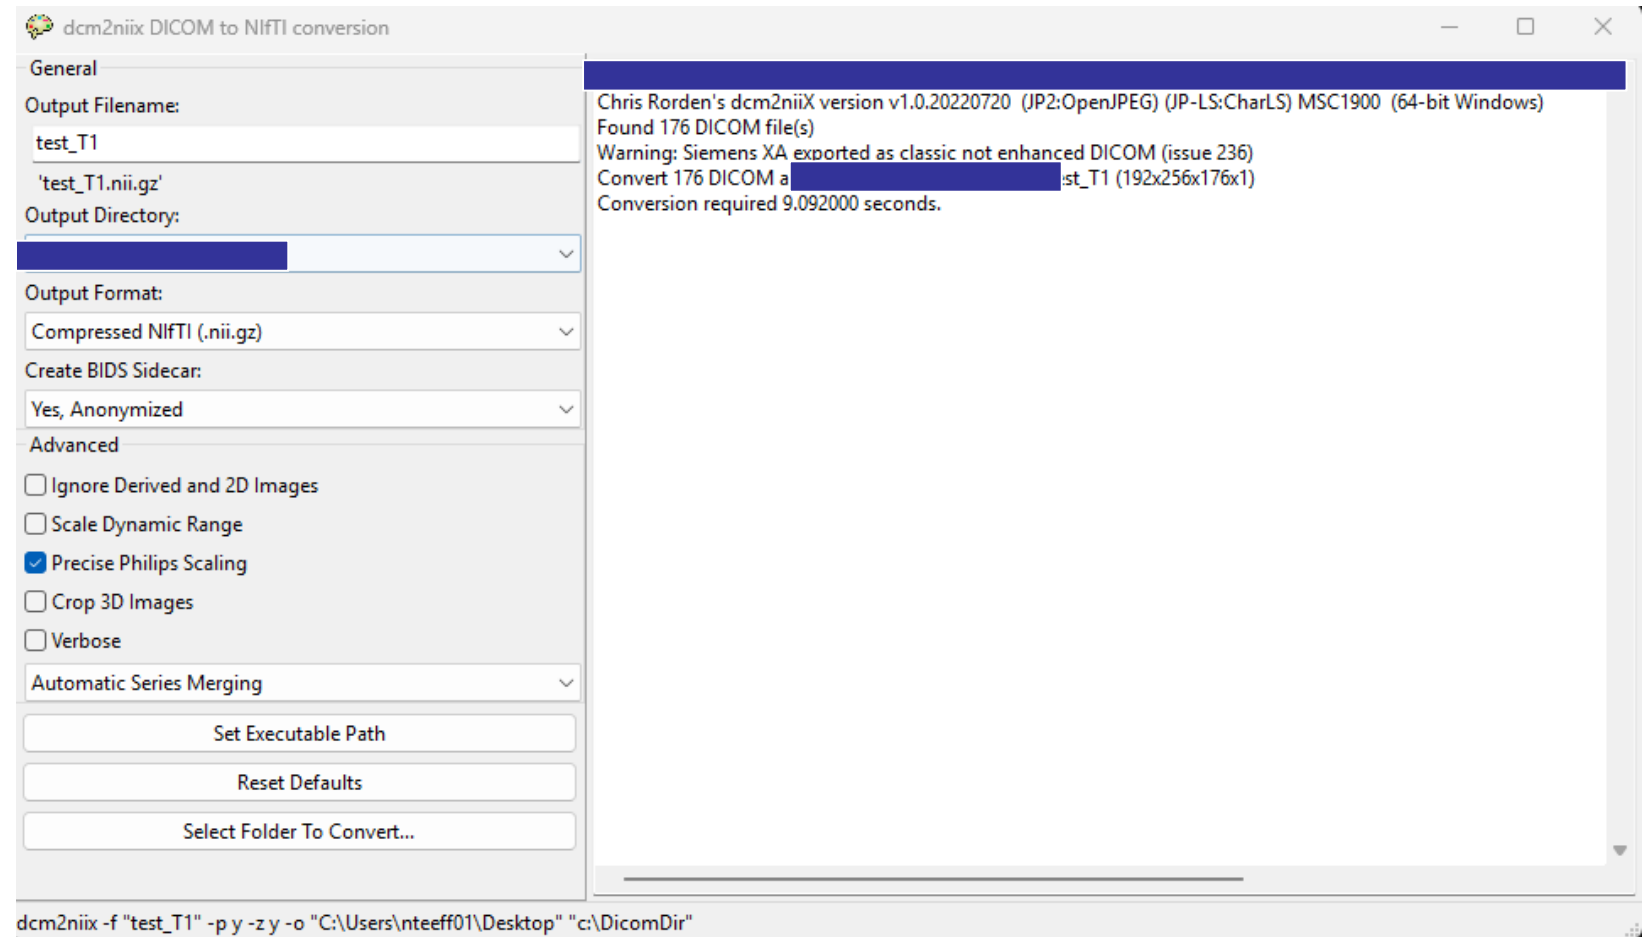 dcm2niix DICOM to NIfTI conversion
General
Output Filename:
test_T1
'test_T1.nii.gz'
Output Directory:
Output Format:
Compressed NIfTI (.nii.gz)
Create BIDS Sidecar:
Yes, Anonymized
Advanced
Ignore Derived and 2D Images
Scale Dynamic Range
Precise Philips Scaling
Crop 3D Images
Verbose
Automatic Series Merging
Set Executable Path
Reset Defaults
Select Folder To Convert...
Chris Rorden's dcm2niiX version v1.0.20220720 (JP2:OpenJPEG) (JP-LS:CharLS) MSC1900 (64-bit Windows)
Found 176 DICOM file(s)
Warning: Siemens XA exported as classic not enhanced DICOM (issue 236)
Convert 176 DICOM a st_T1 (192x256x176x1)
Conversion required 9.092000 seconds.
dcm2niix -f "test_T1" -p y -z y -o "C:\Users\nteeff01\Desktop" "c:\DicomDir"